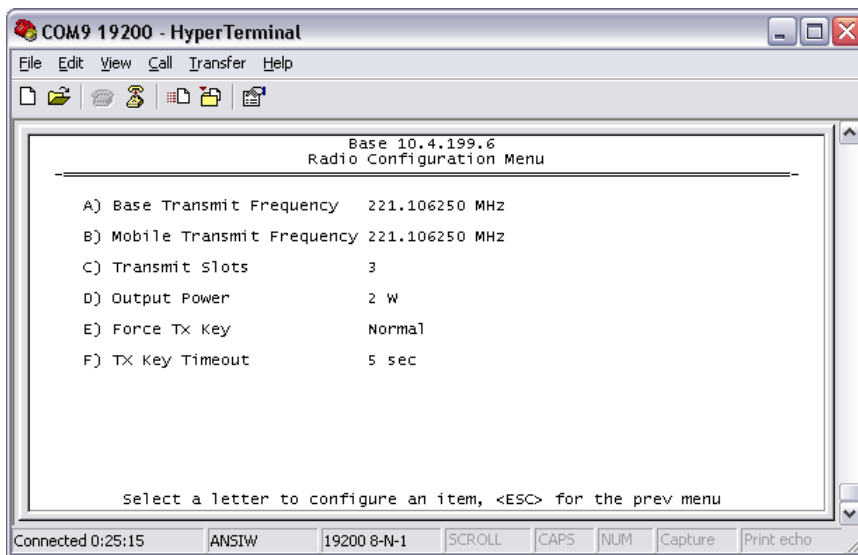 COM9 19200 - HyperTerminal
File Edit View Call Transfer Help
Base 10.4.199.6
Radio Configuration Menu
A) Base Transmit Frequency 221.106250 MHz
B) Mobile Transmit Frequency 221.106250 MHz
C) Transmit Slots 3
D) Output Power 2 W
E) Force Tx Key Normal
F) TX Key Timeout 5 sec
Select a letter to configure an item, <ESC> for the prev menu
Connected 0:25:15 ANSIW 19200 8-N-1 SCROLL CAPS NUM Capture Print echo